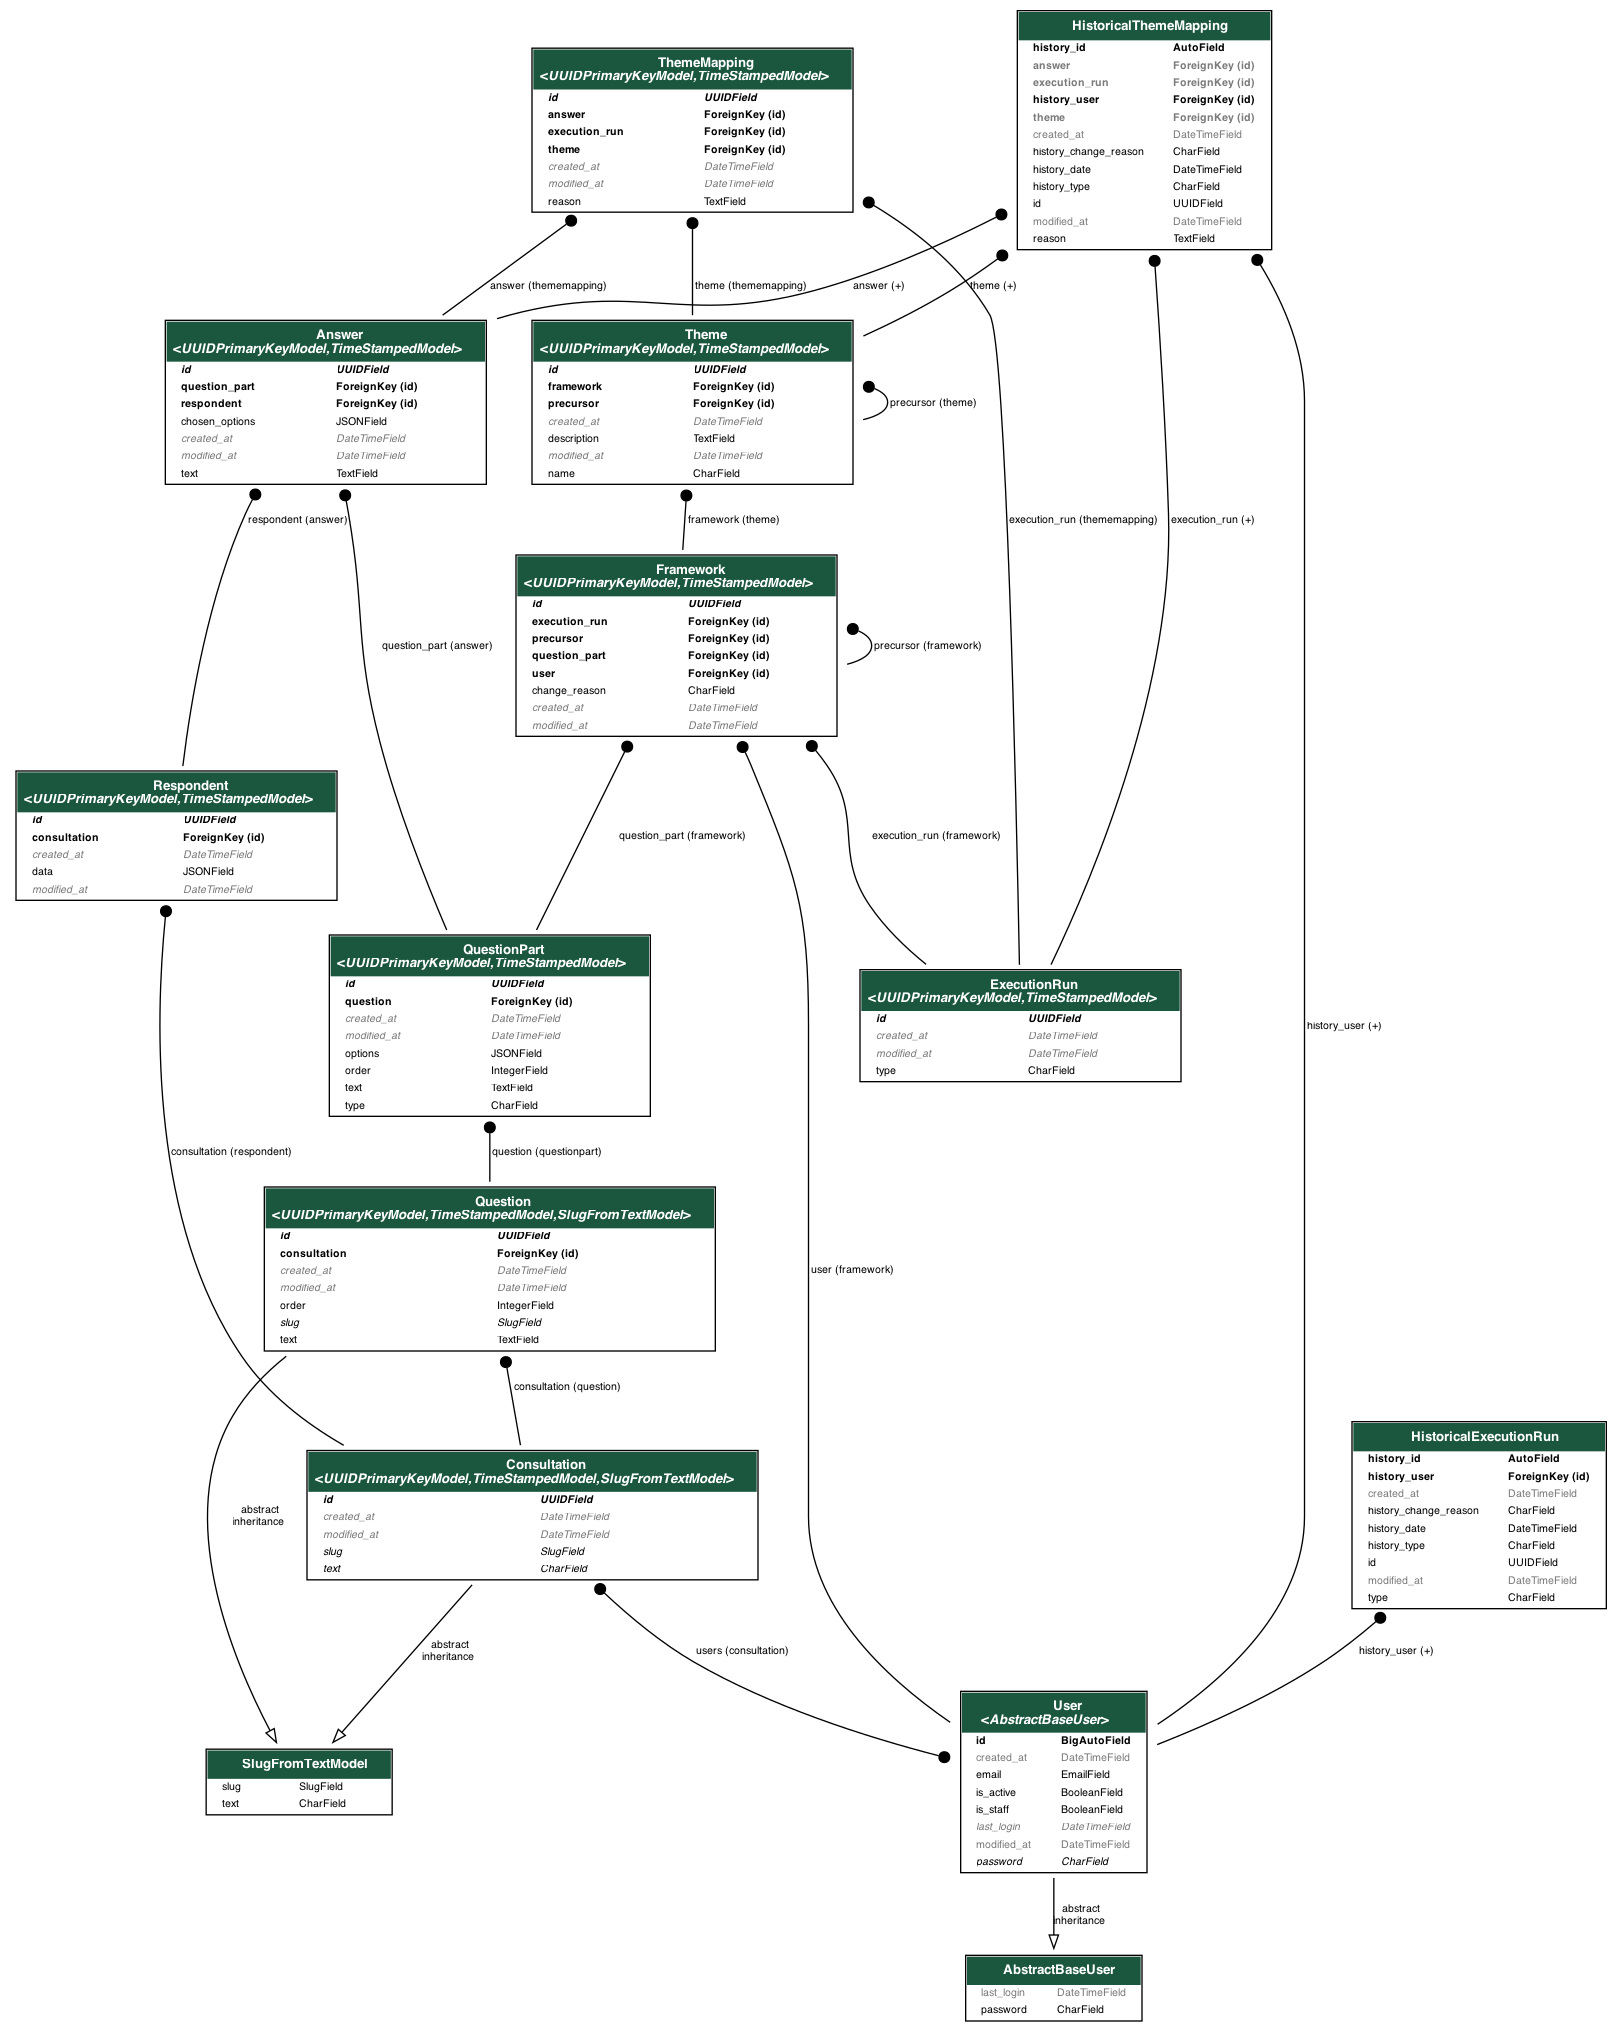 HistoricalThemeMapping
history_id AutoField
answer ForeignKey (id)
execution_run ForeignKey (id)
history_user ForeignKey (id)
theme ForeignKey (id)
created_at DateTimeField
history_change_reason CharField
history_date DateTimeField
history_type CharField
id UUIDField
modified_at DateTimeField
reason TextField
ThemeMapping
<UUIDPrimaryKeyModel,TimeStampedModel>
id UUIDField
answer ForeignKey (id)
execution_run ForeignKey (id)
theme ForeignKey (id)
created_at DateTimeField
modified_at DateTimeField
reason TextField
answer (thememapping)
theme (thememapping)
answer (+)
theme (+)
Answer
<UUIDPrimaryKeyModel,TimeStampedModel>
id UUIDField
question_part ForeignKey (id)
respondent ForeignKey (id)
chosen_options JSONField
created_at DateTimeField
modified_at DateTimeField
text TextField
Theme
<UUIDPrimaryKeyModel,TimeStampedModel>
id UUIDField
framework ForeignKey (id)
precursor ForeignKey (id)
created_at DateTimeField
description TextField
modified_at DateTimeField
name CharField
precursor (theme)
respondent (answer)
framework (theme)
execution_run (thememapping)
execution_run (+)
Framework
<UUIDPrimaryKeyModel,TimeStampedModel>
id UUIDField
execution_run ForeignKey (id)
precursor ForeignKey (id)
question_part ForeignKey (id)
user ForeignKey (id)
change_reason CharField
created_at DateTimeField
modified_at DateTimeField
question_part (answer)
precursor (framework)
Respondent
<UUIDPrimaryKeyModel,TimeStampedModel>
id UUIDField
consultation ForeignKey (id)
created_at DateTimeField
data JSONField
modified_at DateTimeField
question_part (framework)
execution_run (framework)
QuestionPart
<UUIDPrimaryKeyModel,TimeStampedModel>
id UUIDField
question ForeignKey (id)
created_at DateTimeField
modified_at DateTimeField
options JSONField
order IntegerField
text TextField
type CharField
ExecutionRun
<UUIDPrimaryKeyModel,TimeStampedModel>
id UUIDField
created_at DateTimeField
modified_at DateTimeField
type CharField
history_user (+)
consultation (respondent)
question (questionpart)
Question
<UUIDPrimaryKeyModel,TimeStampedModel,SlugFromTextModel>
id UUIDField
consultation ForeignKey (id)
created_at DateTimeField
modified_at DateTimeField
order IntegerField
slug SlugField
text TextField
user (framework)
consultation (question)
Consultation
<UUIDPrimaryKeyModel,TimeStampedModel,SlugFromTextModel>
id UUIDField
created_at DateTimeField
modified_at DateTimeField
slug SlugField
text CharField
HistoricalExecutionRun
history_id AutoField
history_user ForeignKey (id)
created_at DateTimeField
history_change_reason CharField
history_date DateTimeField
history_type CharField
id UUIDField
modified_at DateTimeField
type CharField
abstract
inheritance
abstract
inheritance
users (consultation)
history_user (+)
SlugFromTextModel
slug SlugField
text CharField
User
<AbstractBaseUser>
id BigAutoField
created_at DateTimeField
email EmailField
is_active BooleanField
is_staff BooleanField
last_login DateTimeField
modified_at DateTimeField
password CharField
abstract
inheritance
AbstractBaseUser
last_login DateTimeField
password CharField